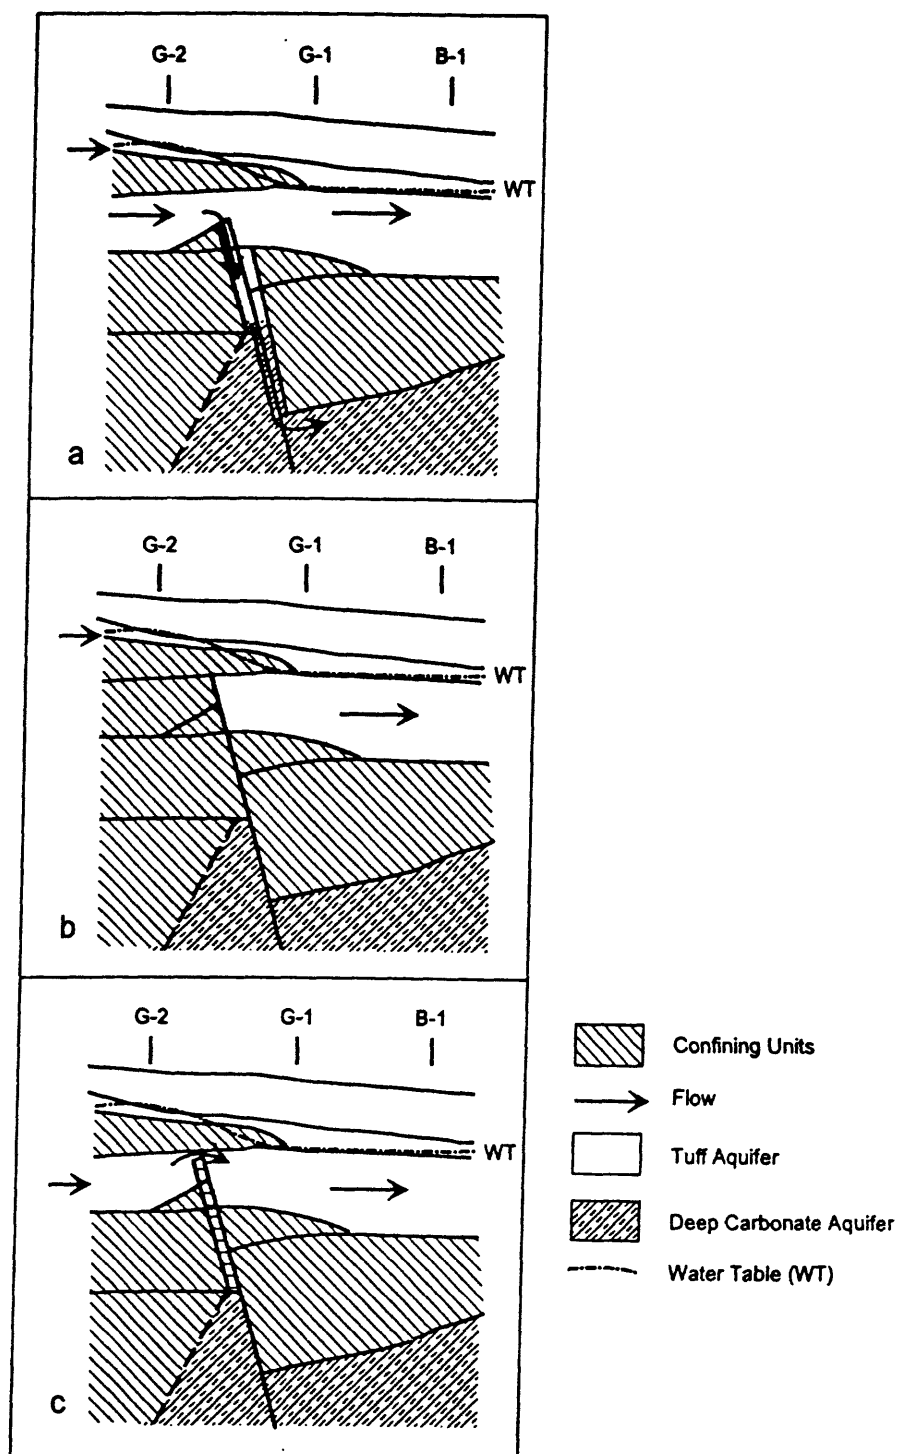 G-2 G-1 B-1
WT
a
G-2 G-1 B-1
WT
b
G-2 G-1 B-1
WT
c
Confining Units
Flow
Tuff Aquifer
Deep Carbonate Aquifer
Water Table (WT)